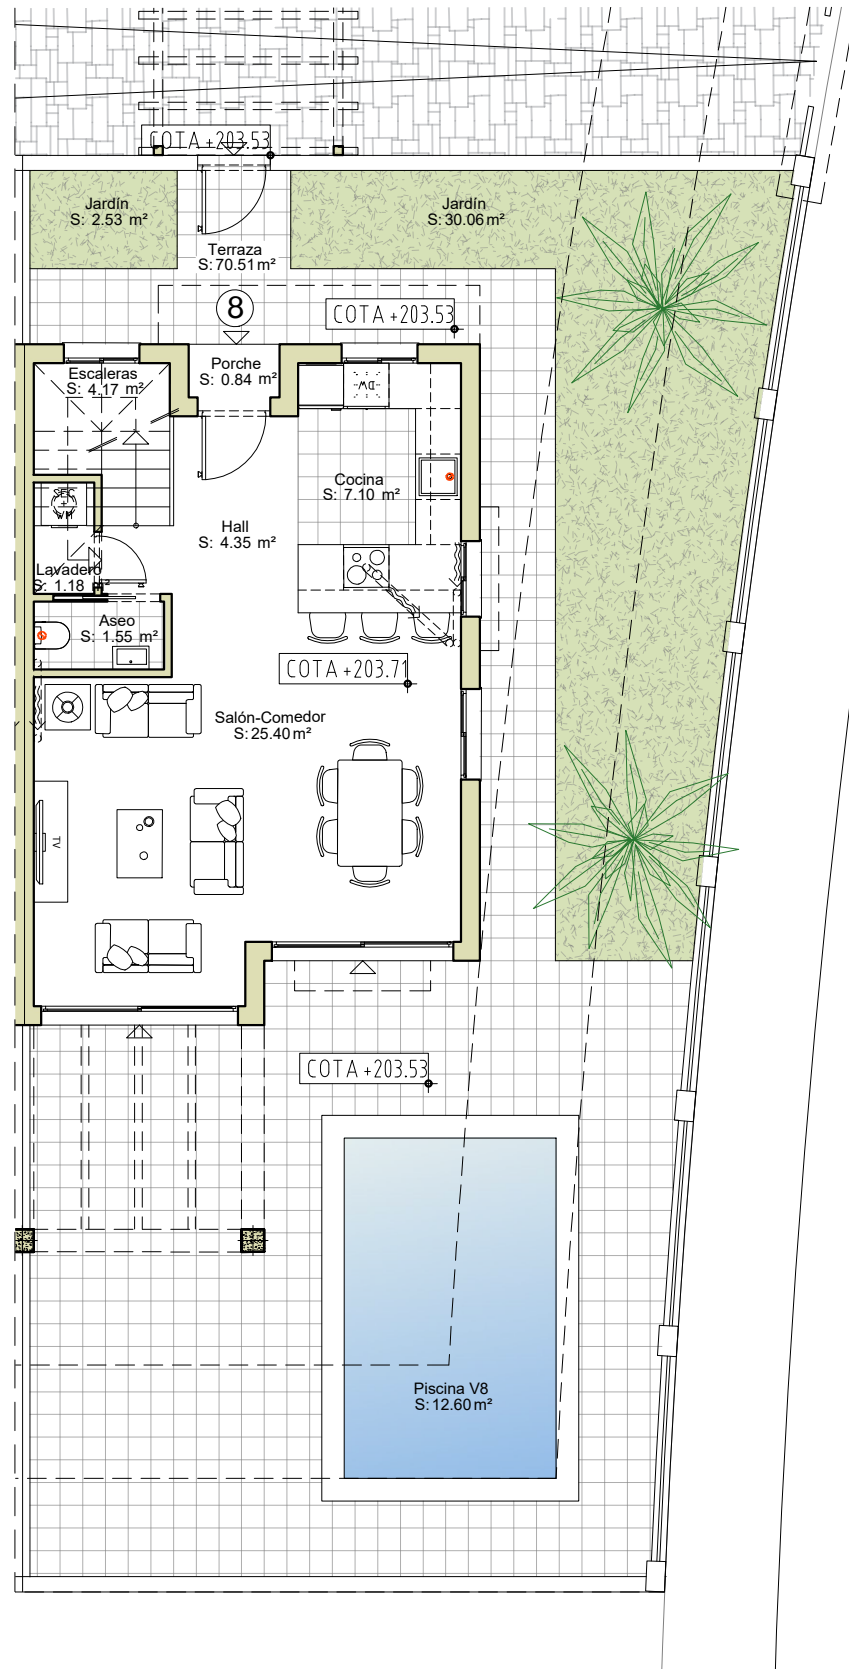 COTA +203.53
Jardín
S: 2.53 m²
Jardín
S: 30.06 m²
Terraza
S: 70.51 m²
8
COTA +203.53
Escaleras
S: 4.17 m²
Porche
S: 0.84 m²
DW
Cocina
S: 7.10 m²
SEC
WM
Hall
S: 4.35 m²
Lavadero
S: 1.18 m²
Aseo
S: 1.55 m²
COTA +203.71
Salón-Comedor
S: 25.40 m²
TV
COTA +203.53
Piscina V8
S: 12.60 m²